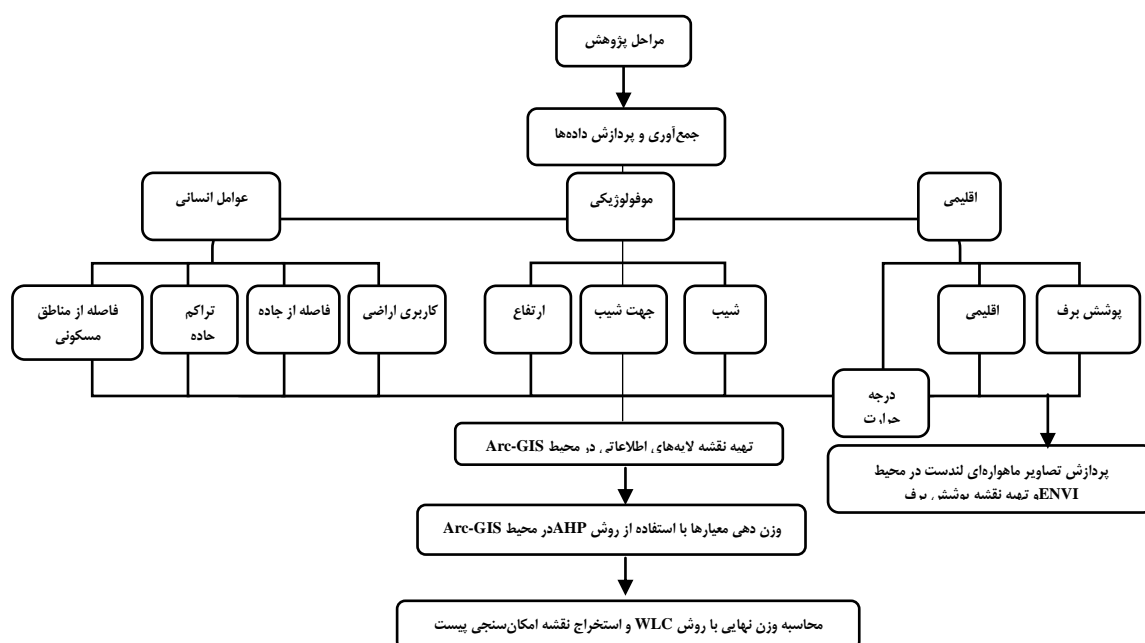 مراحل پژوهش
جمع‌آوری و پردازش داده‌ها
اقلیمی
موفولوژیکی
عوامل انسانی
پوشش برف
اقلیمی
درجه
حرارت
شیب
جهت شیب
ارتفاع
کاربری اراضی
فاصله از جاده
تراکم
جاده
فاصله از مناطق
مسکونی
تهیه نقشه لایه‌های اطلاعاتی در محیط Arc-GIS
پردازش تصاویر ماهواره‌ای لندست در محیط
ENVI و تهیه نقشه پوشش برف
وزن دهی معیارها با استفاده از روش AHP در محیط Arc-GIS
محاسبه وزن نهایی با روش WLC و استخراج نقشه امکان‌سنجی پیست